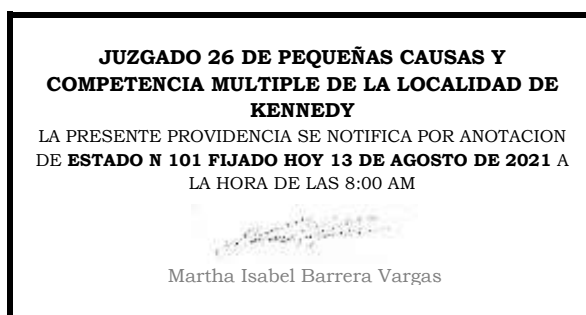 JUZGADO 26 DE PEQUEÑAS CAUSAS Y
COMPETENCIA MULTIPLE DE LA LOCALIDAD DE
KENNEDY
LA PRESENTE PROVIDENCIA SE NOTIFICA POR ANOTACION
DE ESTADO N 101 FIJADO HOY 13 DE AGOSTO DE 2021 A
LA HORA DE LAS 8:00 AM
Martha Isabel Barrera Vargas